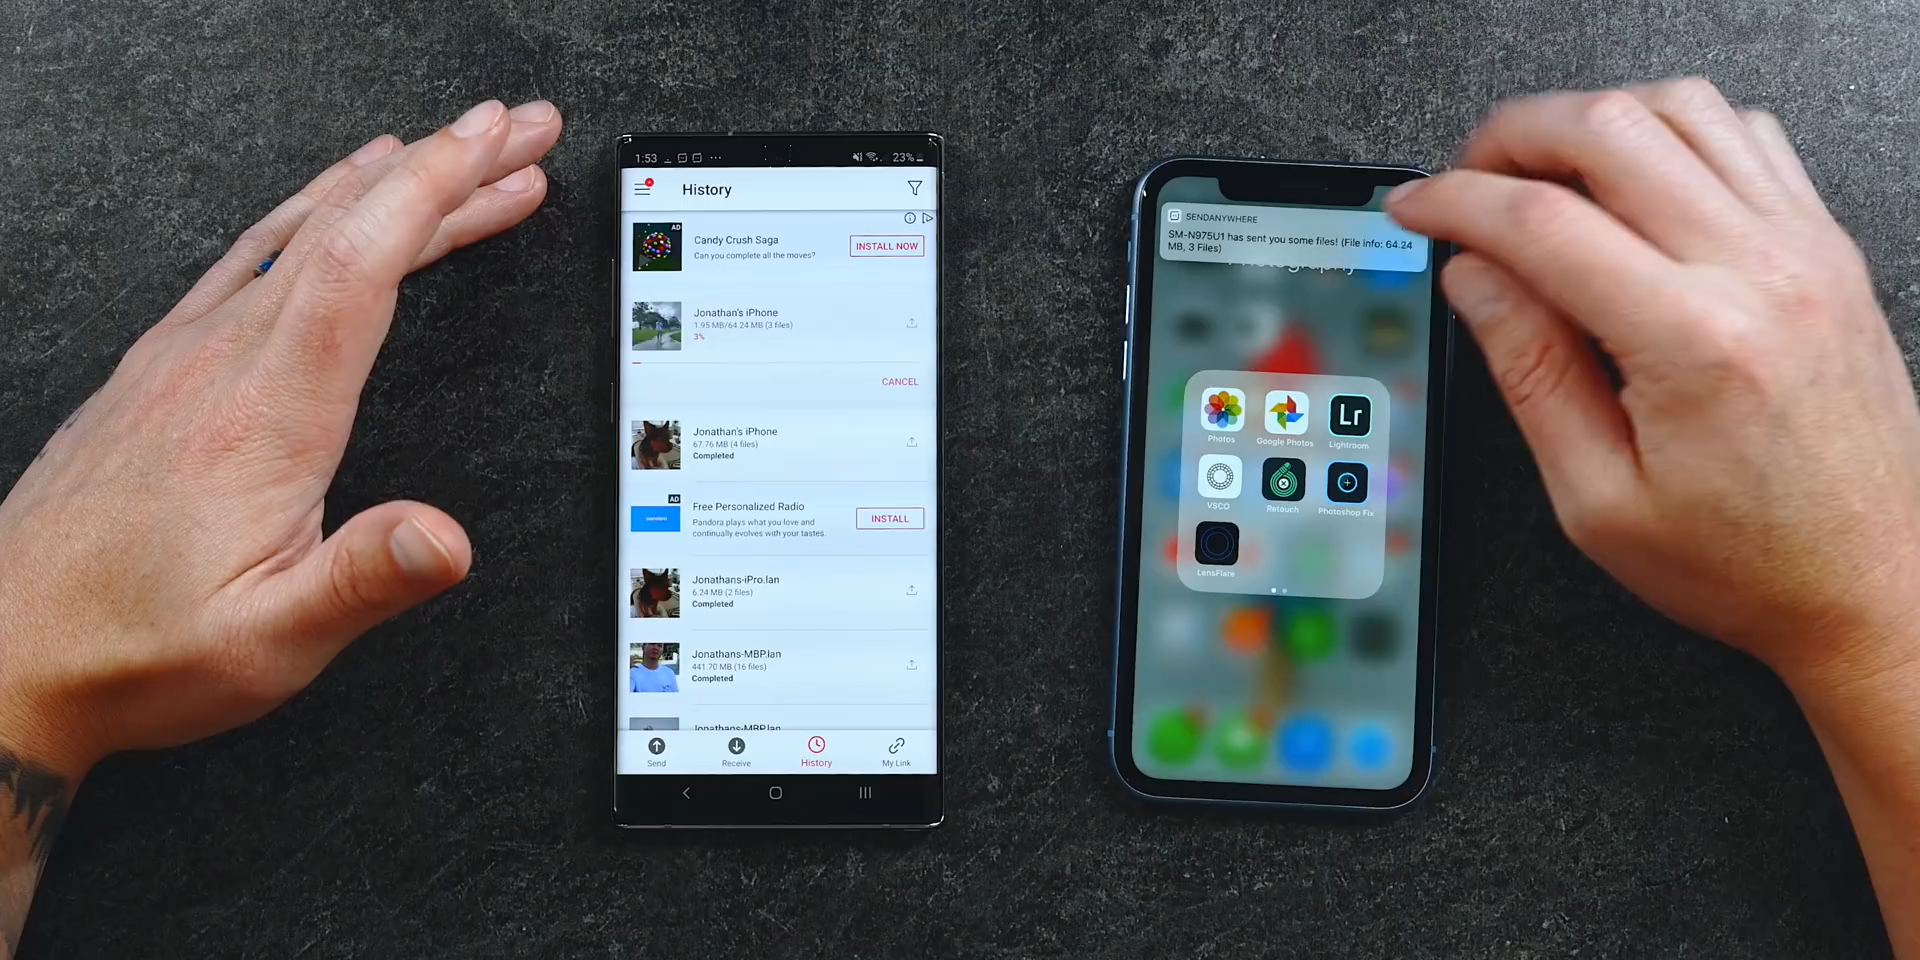 1:53
23%
History
AD
Candy Crush Saga
Can you complete all the moves?
INSTALL NOW
Jonathan's iPhone
1.95 MB/64.24 MB (3 files)
3%
CANCEL
Jonathan's iPhone
67.76 MB (4 files)
Completed
AD
pandora
Free Personalized Radio
Pandora plays what you love and
continually evolves with your tastes.
INSTALL
Jonathans-iPro.lan
6.24 MB (2 files)
Completed
Jonathans-MBP.lan
441.70 MB (16 files)
Completed
Jonathans-MBP.lan
Send
Receive
History
My Link
SENDANYWHERE
SM-N975U1 has sent you some files! (File info: 64.24
MB, 3 Files)
Photography
Photos
Google Photos
Lr
Lightroom
VSCO
Retouch
Photoshop Fix
LensFlare